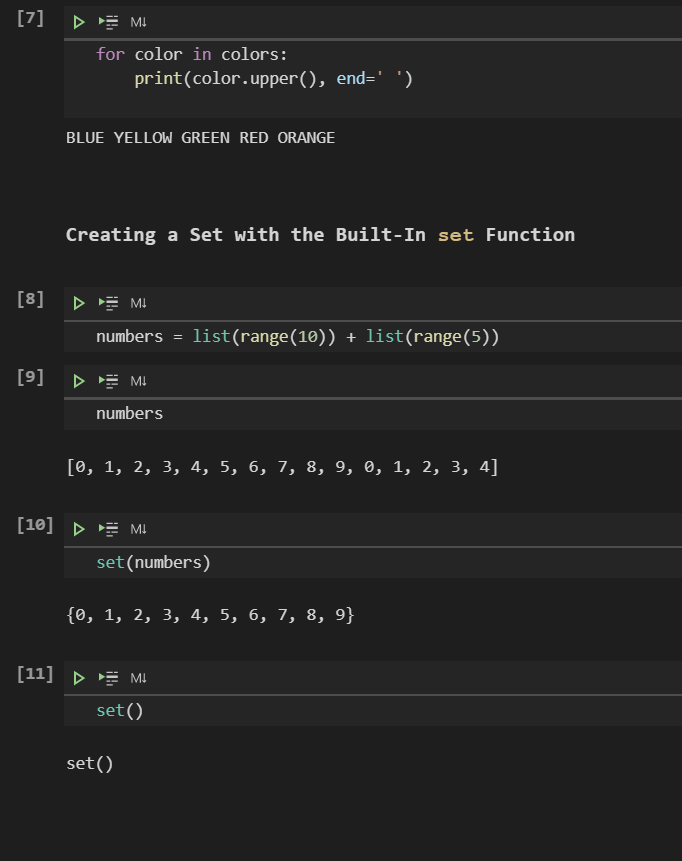 [7]
M↓
for color in colors:
    print(color.upper(), end=' ')
BLUE YELLOW GREEN RED ORANGE
Creating a Set with the Built-In set Function
[8]
M↓
numbers = list(range(10)) + list(range(5))
[9]
M↓
numbers
[0, 1, 2, 3, 4, 5, 6, 7, 8, 9, 0, 1, 2, 3, 4]
[10]
M↓
set(numbers)
{0, 1, 2, 3, 4, 5, 6, 7, 8, 9}
[11]
M↓
set()
set()